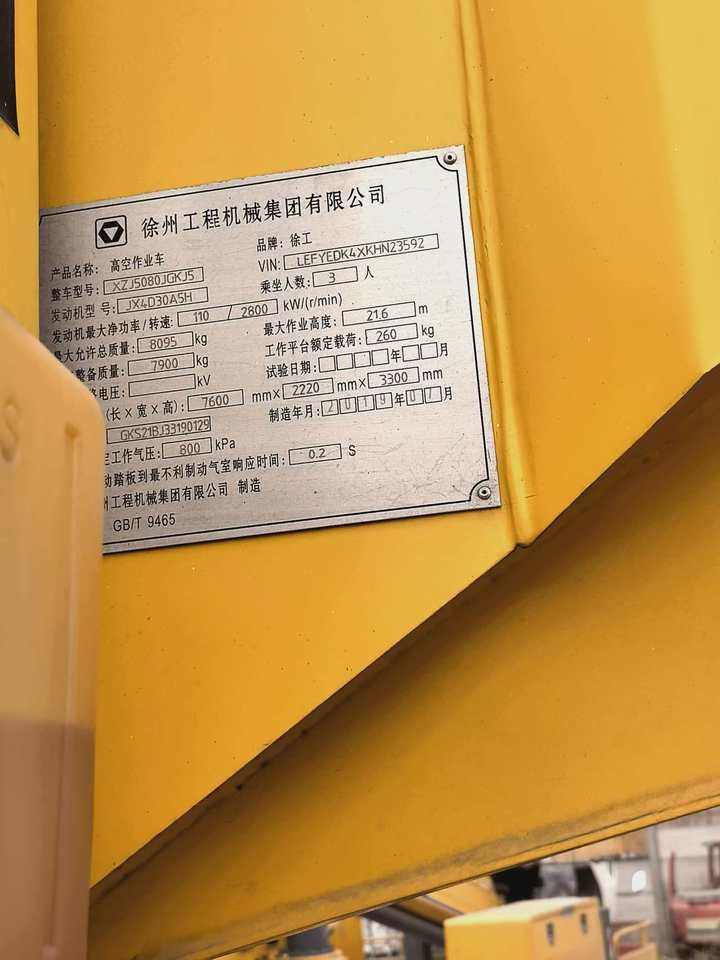 徐州工程机械集团有限公司
产品名称: 高空作业车 品牌: 徐工
整车型号: XZJ5080JGKJ5 VIN: LEFYEDK4XKHN23592
发动机型号: JX4D30A5H 乘坐人数: 3 人
发动机最大净功率/转速: 110 / 2800 kW/(r/min)
最大允许总质量: 8095 kg 最大作业高度: 21.6 m
整备质量: 7900 kg 工作平台额定载荷: 260 kg
电压: kV 试验日期: 年 月
(长×宽×高): 7600 mm× 2220 mm× 3300 mm
GKS21BJ33190129 制造年月: 2019年07月
工作气压: 800 kPa
动踏板到最不利制动气室响应时间: 0.2 S
州工程机械集团有限公司 制造
GB/T 9465